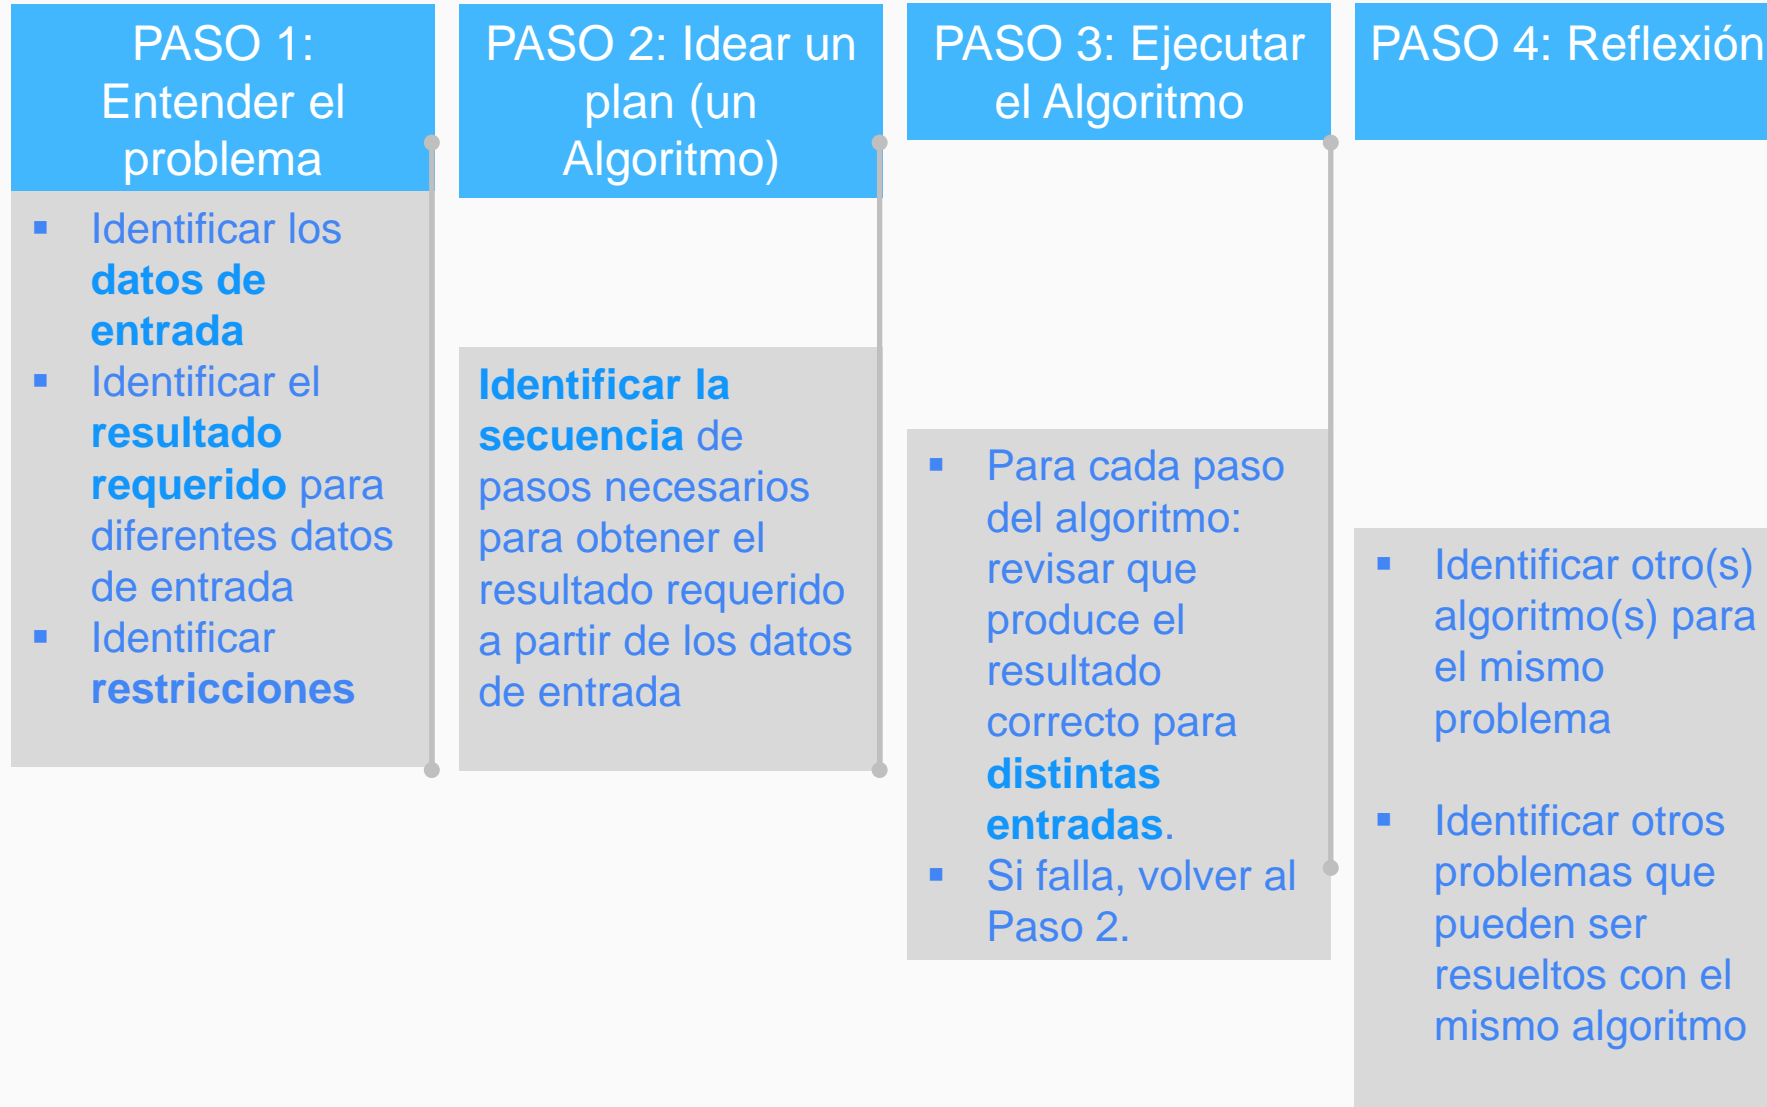 PASO 1:
Entender el
problema
▪ Identificar los
datos de
entrada
▪ Identificar el
resultado
requerido para
diferentes datos
de entrada
▪ Identificar
restricciones
PASO 2: Idear un
plan (un
Algoritmo)
Identificar la
secuencia de
pasos necesarios
para obtener el
resultado requerido
a partir de los datos
de entrada
PASO 3: Ejecutar
el Algoritmo
▪ Para cada paso
del algoritmo:
revisar que
produce el
resultado
correcto para
distintas
entradas.
▪ Si falla, volver al
Paso 2.
PASO 4: Reflexión
▪ Identificar otro(s)
algoritmo(s) para
el mismo
problema
▪ Identificar otros
problemas que
pueden ser
resueltos con el
mismo algoritmo